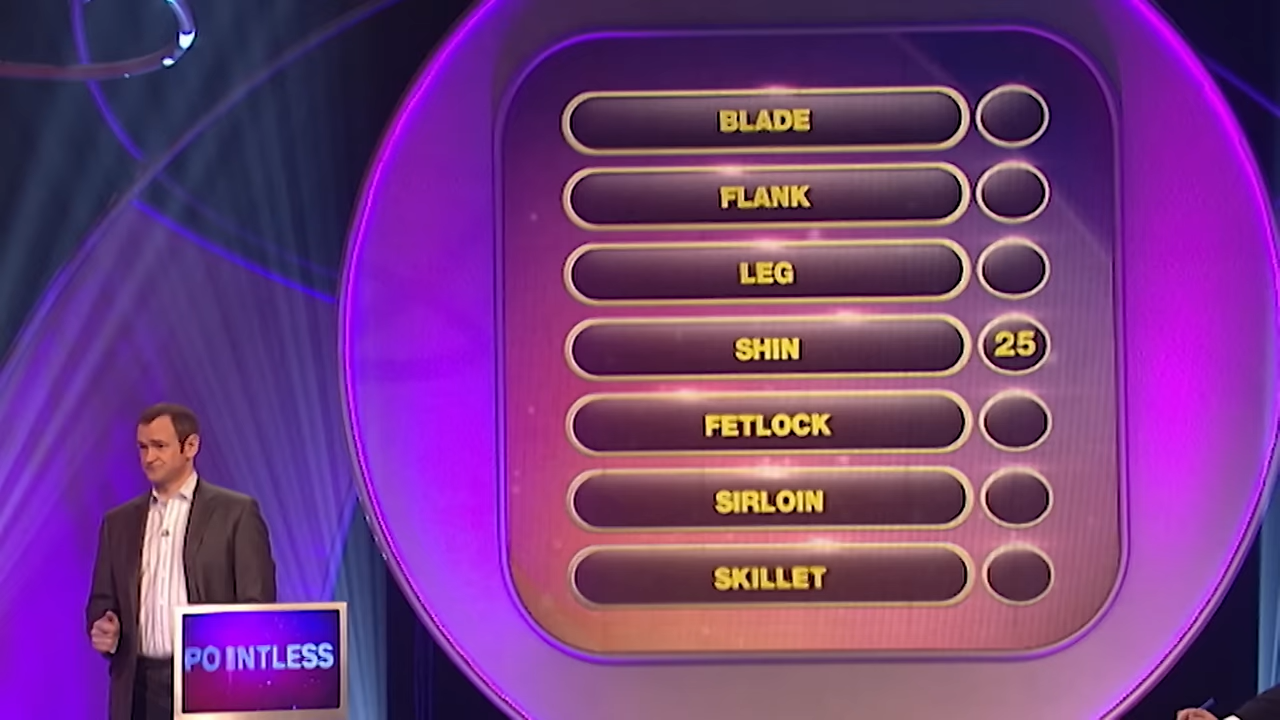 BLADE
FLANK
LEG
SHIN 25
FETLOCK
SIRLOIN
SKILLET
POINTLESS